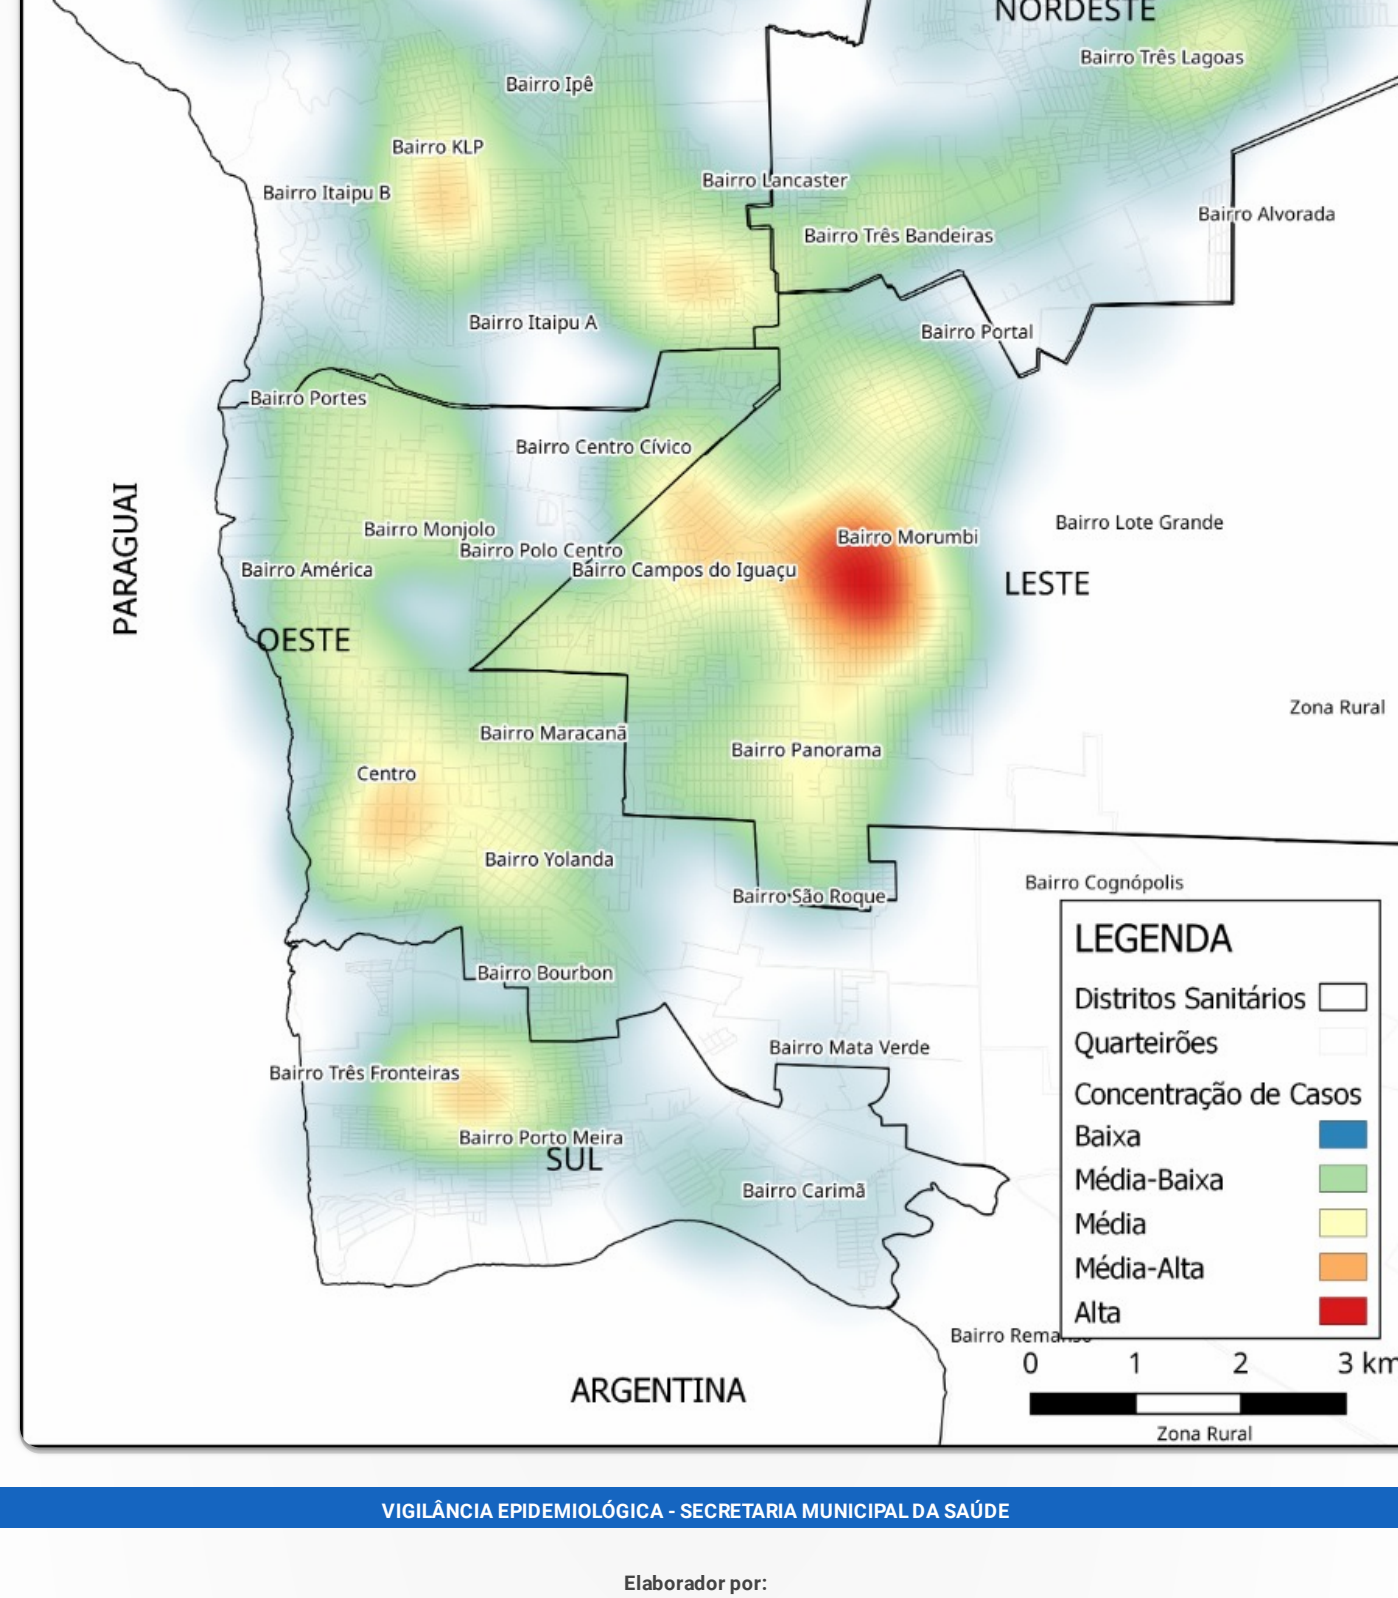 NORDESTE
Bairro Três Lagoas
Bairro Ipê
Bairro KLP
Bairro Lancaster
Bairro Itaipu B
Bairro Alvorada
Bairro Três Bandeiras
Bairro Itaipu A
Bairro Portal
Bairro Portes
Bairro Centro Cívico
PARAGUAI
Bairro Lote Grande
Bairro Monjolo
Bairro Morumbi
Bairro Polo Centro
Bairro América
Bairro Campos do Iguaçu
LESTE
OESTE
Zona Rural
Bairro Maracanã
Bairro Panorama
Centro
Bairro Yolanda
Bairro Cognópolis
Bairro São Roque
LEGENDA
Bairro Bourbon
Distritos Sanitários
Quarteirões
Bairro Mata Verde
Bairro Três Fronteiras
Concentração de Casos
Baixa
Bairro Porto Meira
SUL
Média-Baixa
Bairro Carimã
Média
Média-Alta
Alta
Bairro Remanso
0 1 2 3 km
ARGENTINA
Zona Rural
VIGILÂNCIA EPIDEMIOLÓGICA - SECRETARIA MUNICIPAL DA SAÚDE
Elaborador por: